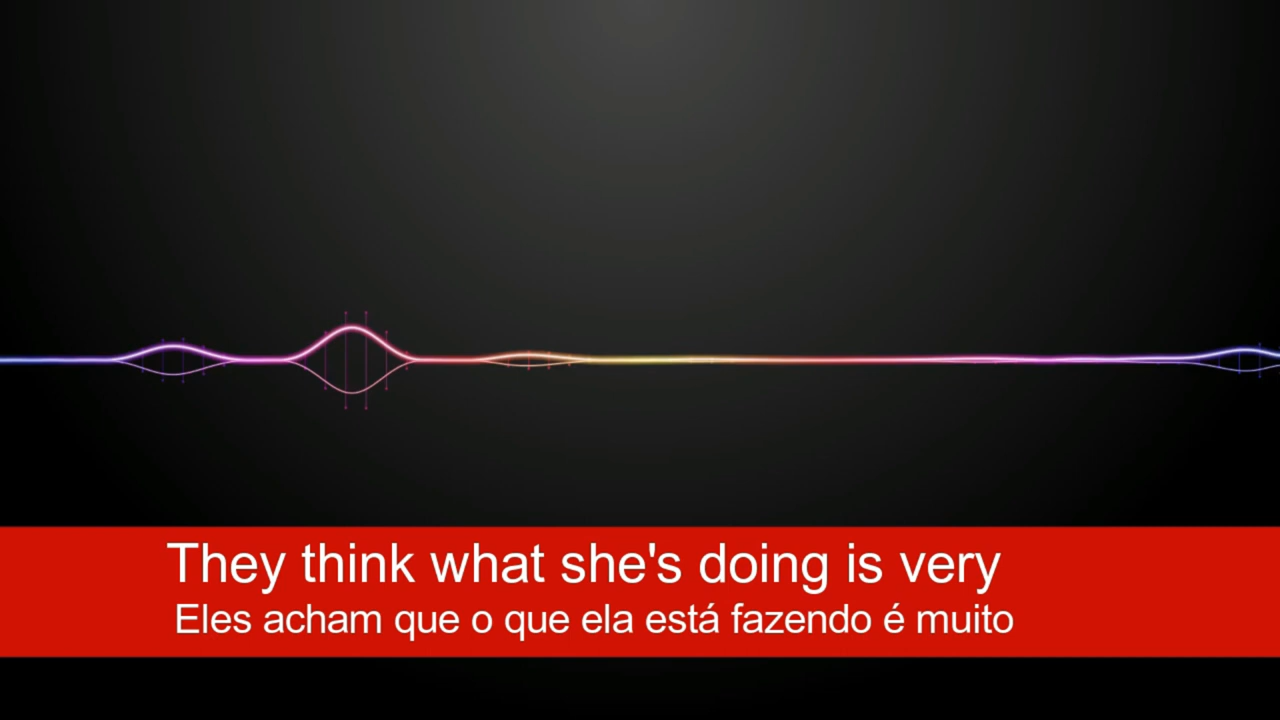 They think what she's doing is very
Eles acham que o que ela está fazendo é muito